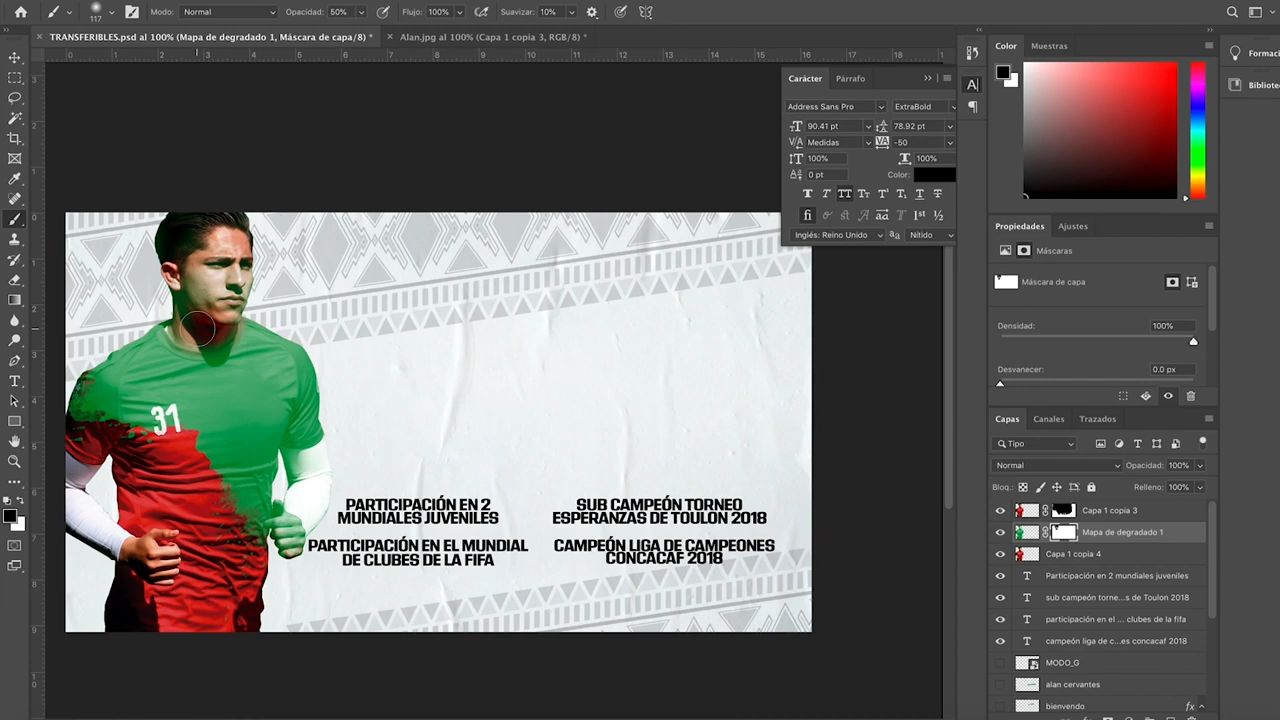 117
Modo:
Normal
Opacidad:
50%
Flujo:
100%
Suavizar:
10%
TRANSFERIBLES.psd al 100% (Mapa de degradado 1, Máscara de capa/8) *
Alan.jpg al 100% (Capa 1 copia 3, RGB/8) *
Carácter
Párrafo
Address Sans Pro
ExtraBold
90.41 pt
78.92 pt
Medidas
-50
100%
100%
0 pt
Color:
Inglés: Reino Unido
Nítido
Color
Muestras
Formaci
Bibliote
Propiedades
Ajustes
Máscaras
Máscara de capa
Densidad:
100%
Desvanecer:
0.0 px
Capas
Canales
Trazados
Tipo
Normal
Opacidad:
100%
Bloq.:
Relleno:
100%
Capa 1 copia 3
Mapa de degradado 1
Capa 1 copia 4
Participación en 2 mundiales juveniles
sub campeón torne...s de Toulon 2018
participación en el ... clubes de la fifa
campeón liga de c...es concacaf 2018
MODO_G
alan cervantes
bienvendo
fx
31
PARTICIPACIÓN EN 2
MUNDIALES JUVENILES
SUB CAMPEÓN TORNEO
ESPERANZAS DE TOULON 2018
PARTICIPACIÓN EN EL MUNDIAL
DE CLUBES DE LA FIFA
CAMPEÓN LIGA DE CAMPEONES
CONCACAF 2018